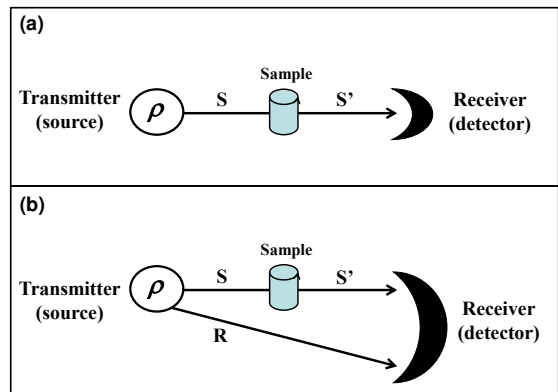 (a)
Sample
Transmitter
(source)
ρ
S
S’
Receiver
(detector)
(b)
Sample
Transmitter
(source)
ρ
S
S’
R
Receiver
(detector)